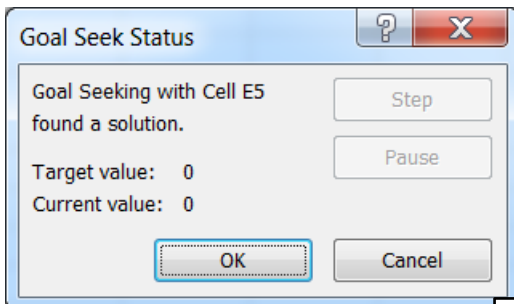 Goal Seek Status
?
X
Goal Seeking with Cell E5
found a solution.
Step
Pause
Target value: 0
Current value: 0
OK
Cancel